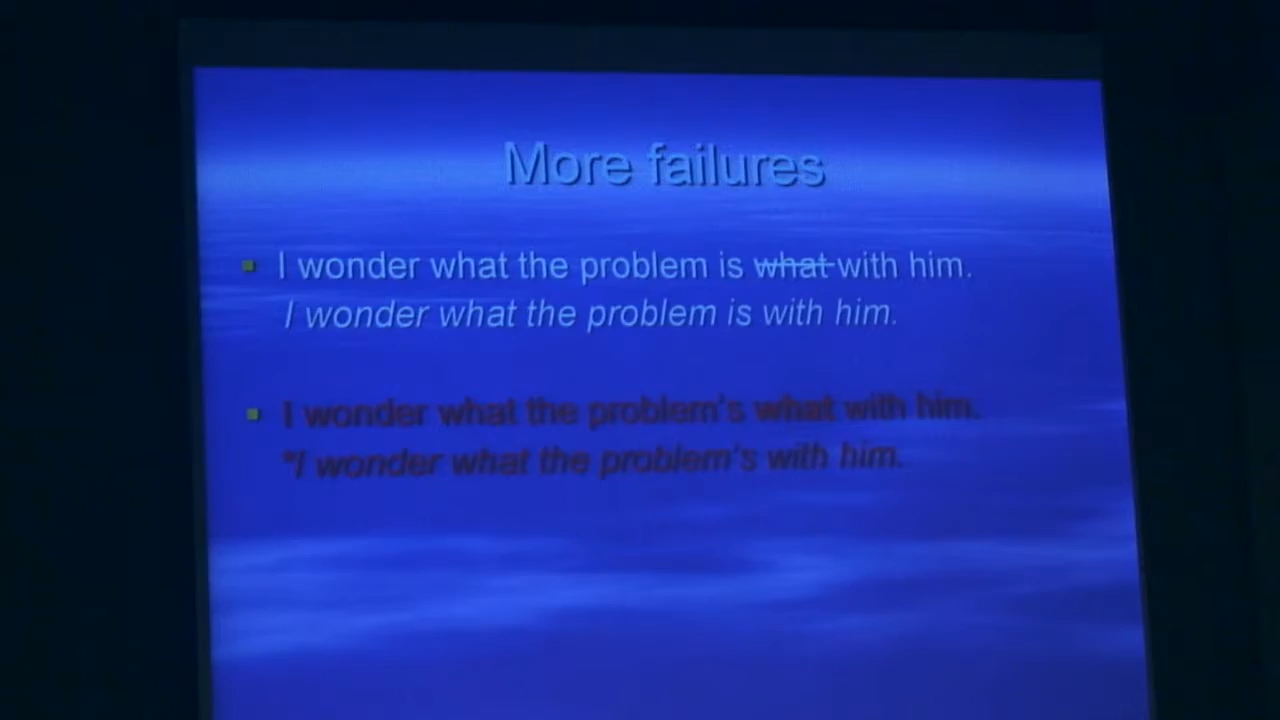 More failures
I wonder what the problem is what with him.
I wonder what the problem is with him.
I wonder what the problem's what with him.
*I wonder what the problem's with him.